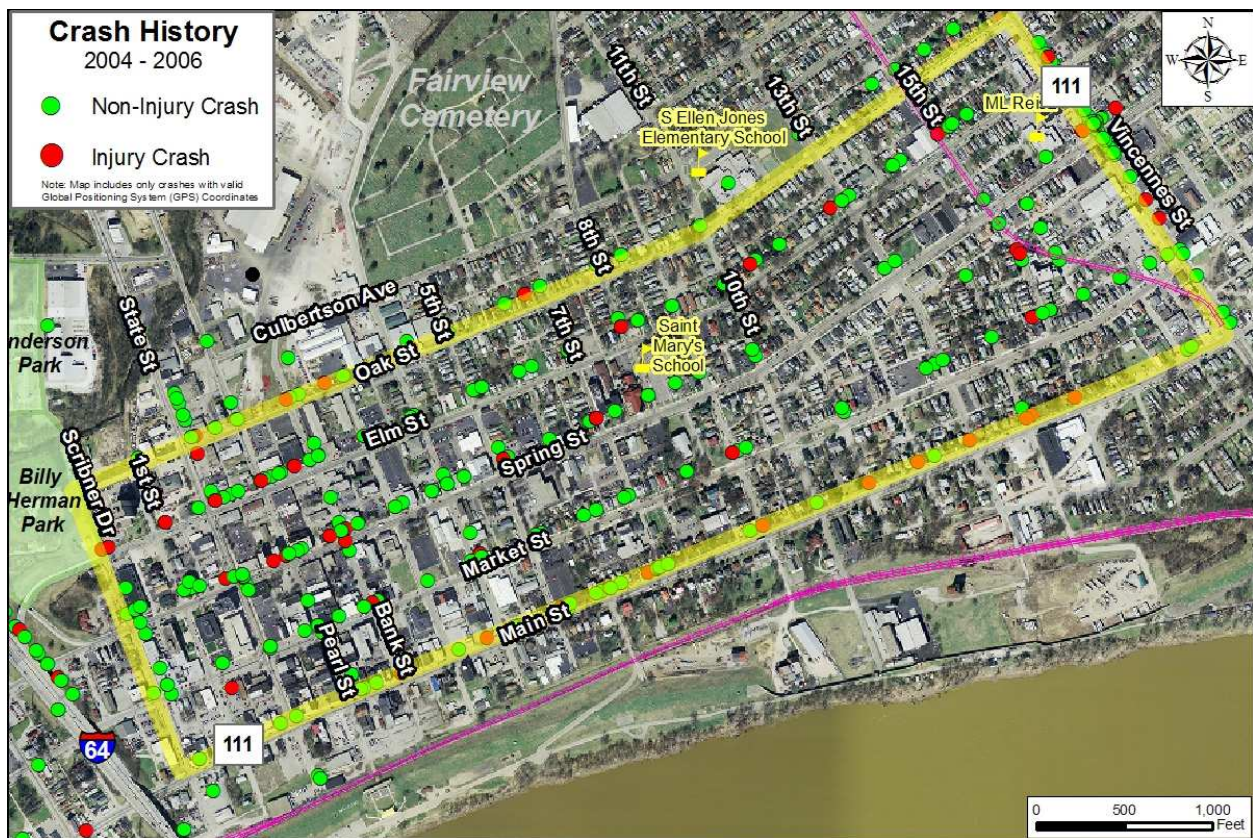 Crash History
2004 - 2006
Non-Injury Crash
Injury Crash
Note: Map includes only crashes with valid
Global Positioning System (GPS) Coordinates
N
W
E
S
Fairview
Cemetery
11th St
13th St
15th St
S Ellen Jones
Elementary School
ML Reis
111
Vincennes St
8th St
Culbertson Ave
5th St
7th St
10th St
State St
Oak St
Saint
Mary's
School
nderson
Park
Elm St
Spring St
Scribner Dr
1st St
Billy
Herman
Park
Market St
Main St
Bank St
Pearl St
111
64
0 500 1,000
Feet